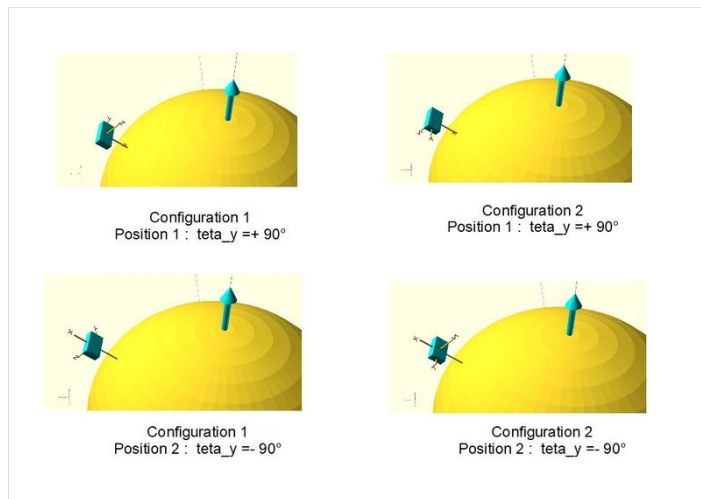 Configuration 1
Position 1 : teta_y =+ 90°
Configuration 2
Position 1 : teta_y =+ 90°
Configuration 1
Position 2 : teta_y =- 90°
Configuration 2
Position 2 : teta_y =- 90°